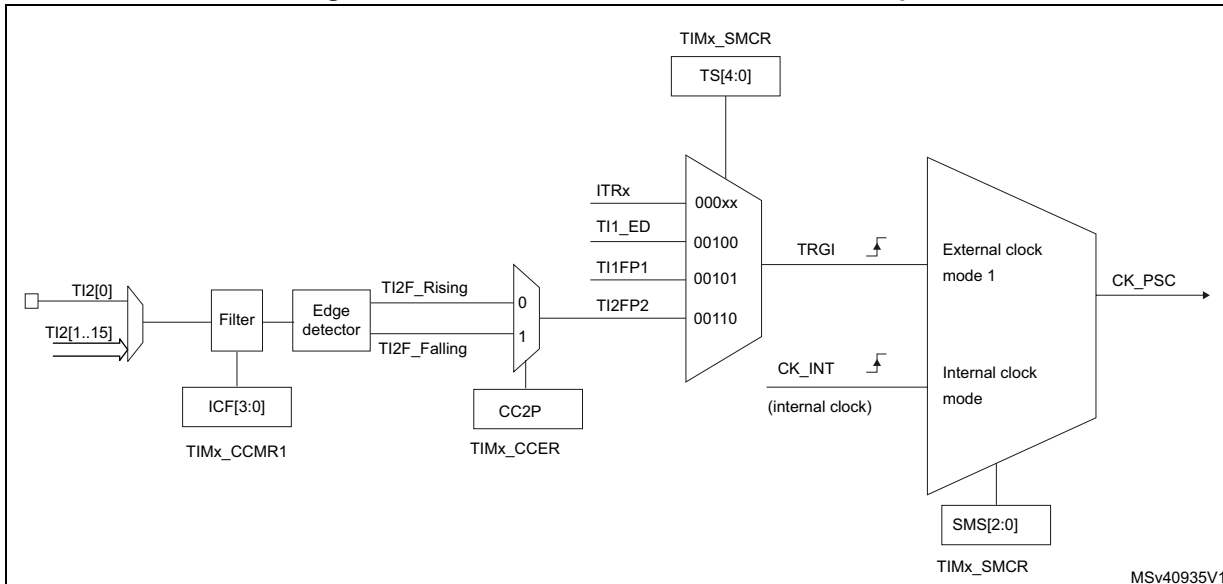 TIMx_SMCR
TS[4:0]
ITRx
000xx
TI1_ED
00100
TI1FP1
00101
TI2FP2
00110
TRGI
External clock
mode 1
CK_PSC
TI2[0]
TI2[1..15]
Filter
Edge
detector
TI2F_Rising
TI2F_Falling
0
1
CK_INT
(internal clock)
Internal clock
mode
ICF[3:0]
TIMx_CCMR1
CC2P
TIMx_CCER
SMS[2:0]
TIMx_SMCR
MSv40935V1